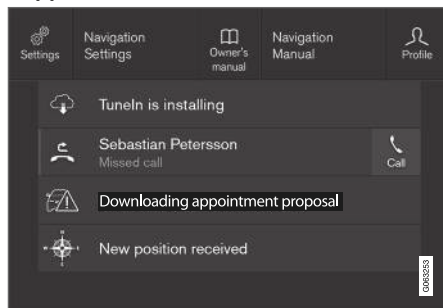 Settings
Navigation
Settings
Owner's
manual
Navigation
Manual
Profile
TuneIn is installing
Sebastian Petersson
Missed call
Call
Downloading appointment proposal
New position received
G063253